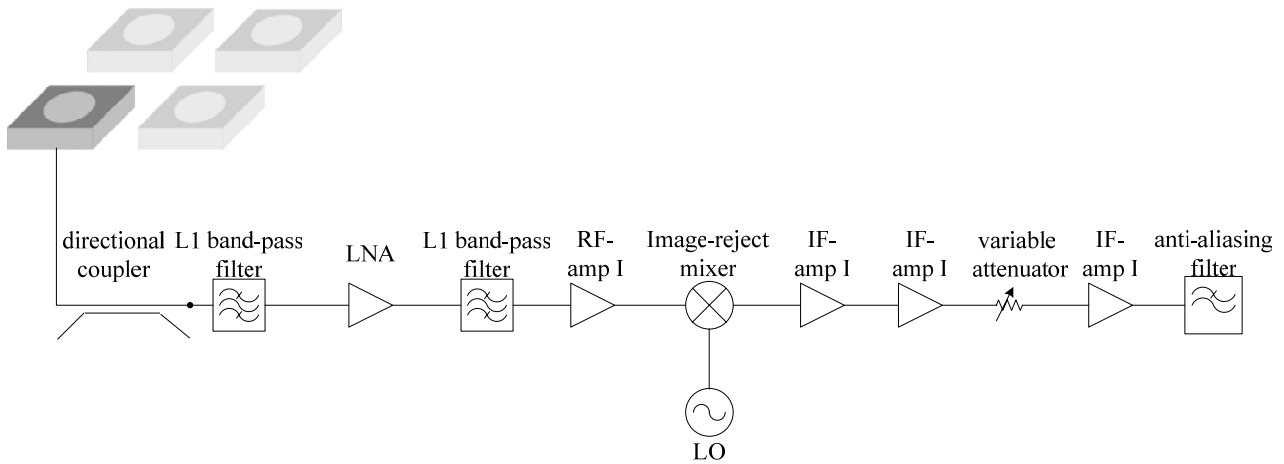 directional
coupler
L1 band-pass
filter
LNA
L1 band-pass
filter
RF-
amp I
Image-reject
mixer
IF-
amp I
IF-
amp I
variable
attenuator
IF-
amp I
anti-aliasing
filter
LO